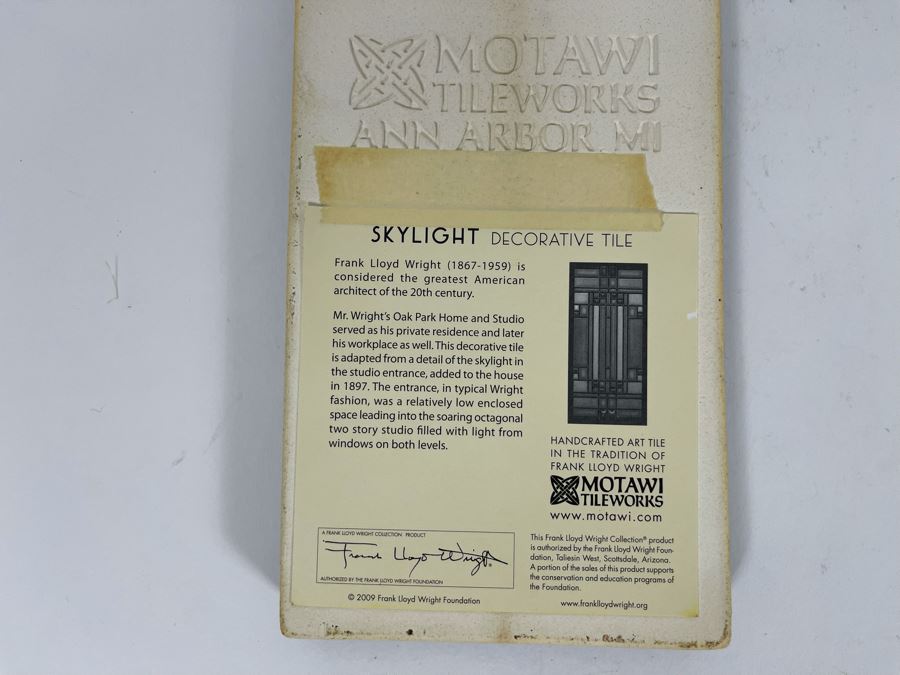 MOTAWI
TILEWORKS
ANN ARBOR MI
SKYLIGHT DECORATIVE TILE
Frank Lloyd Wright (1867-1959) is
considered the greatest American
architect of the 20th century.
Mr. Wright's Oak Park Home and Studio
served as his private residence and later
his workplace as well. This decorative tile
is adapted from a detail of the skylight in
the studio entrance, added to the house
in 1897. The entrance, in typical Wright
fashion, was a relatively low enclosed
space leading into the soaring octagonal
two story studio filled with light from
windows on both levels.
HANDCRAFTED ART TILE
IN THE TRADITION OF
FRANK LLOYD WRIGHT
MOTAWI
TILEWORKS
www.motawi.com
A FRANK LLOYD WRIGHT COLLECTION PRODUCT
Frank Lloyd Wright
AUTHORIZED BY THE FRANK LLOYD WRIGHT FOUNDATION
© 2009 Frank Lloyd Wright Foundation
This Frank Lloyd Wright Collection® product
is authorized by the Frank Lloyd Wright Foun-
dation, Taliesin West, Scottsdale, Arizona.
A portion of the sales of this product supports
the conservation and education programs of
the Foundation.
www.franklloydwright.org